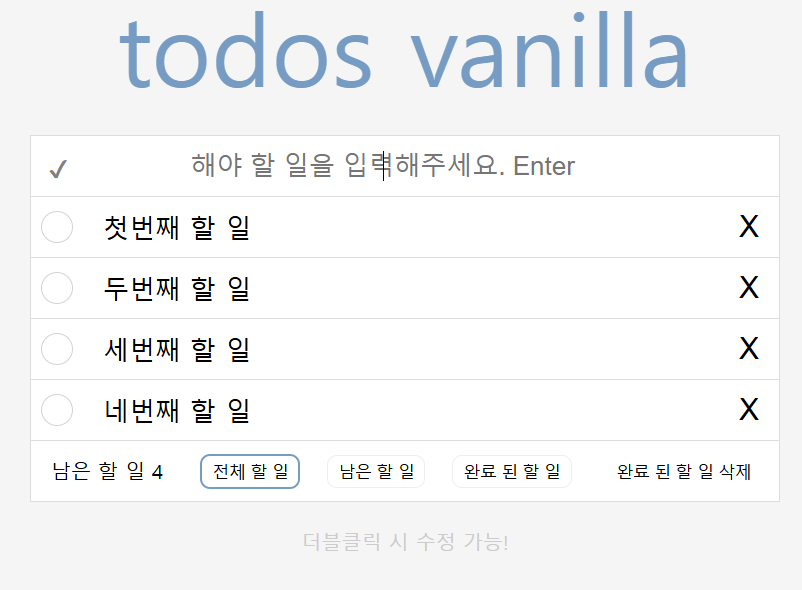 todos vanilla
✓ 해야 할 일을 입력해주세요. Enter
첫번째 할 일 X
두번째 할 일 X
세번째 할 일 X
네번째 할 일 X
남은 할 일 4 전체 할 일 남은 할 일 완료 된 할 일 완료 된 할 일 삭제
더블클릭 시 수정 가능!